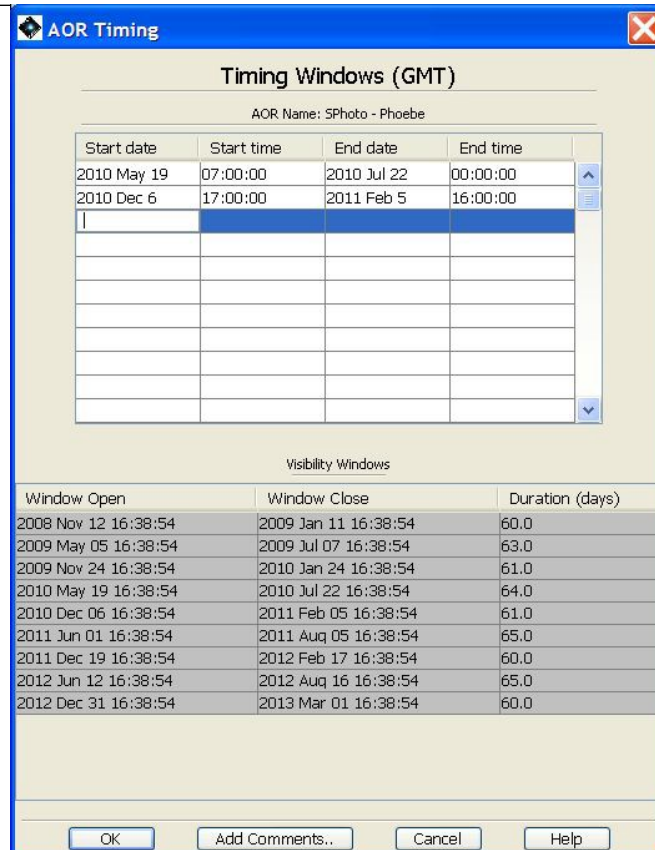 AOR Timing
Timing Windows (GMT)
AOR Name: SPhoto - Phoebe
Start date Start time End date End time
2010 May 19 07:00:00 2010 Jul 22 00:00:00
2010 Dec 6 17:00:00 2011 Feb 5 16:00:00
Visibility Windows
Window Open Window Close Duration (days)
2008 Nov 12 16:38:54 2009 Jan 11 16:38:54 60.0
2009 May 05 16:38:54 2009 Jul 07 16:38:54 63.0
2009 Nov 24 16:38:54 2010 Jan 24 16:38:54 61.0
2010 May 19 16:38:54 2010 Jul 22 16:38:54 64.0
2010 Dec 06 16:38:54 2011 Feb 05 16:38:54 61.0
2011 Jun 01 16:38:54 2011 Aug 05 16:38:54 65.0
2011 Dec 19 16:38:54 2012 Feb 17 16:38:54 60.0
2012 Jun 12 16:38:54 2012 Aug 16 16:38:54 65.0
2012 Dec 31 16:38:54 2013 Mar 01 16:38:54 60.0
OK Add Comments.. Cancel Help